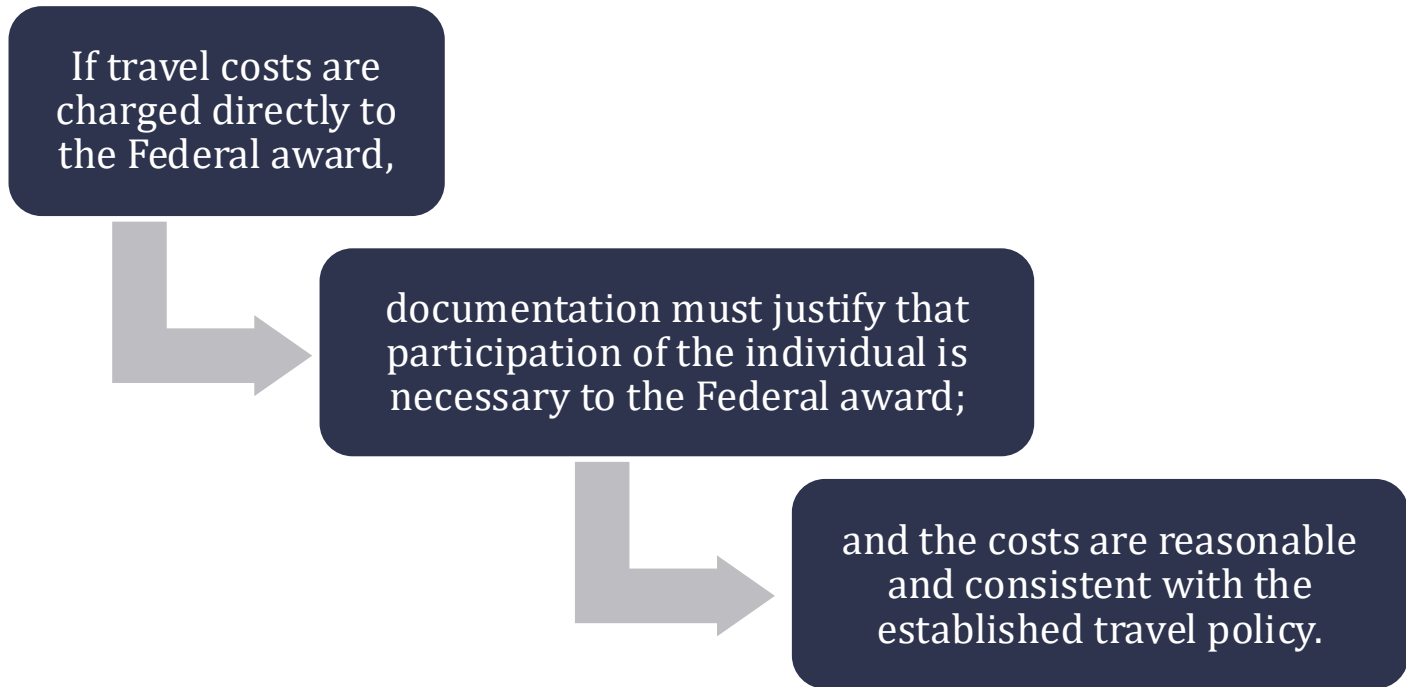 If travel costs are
charged directly to
the Federal award,
documentation must justify that
participation of the individual is
necessary to the Federal award;
and the costs are reasonable
and consistent with the
established travel policy.